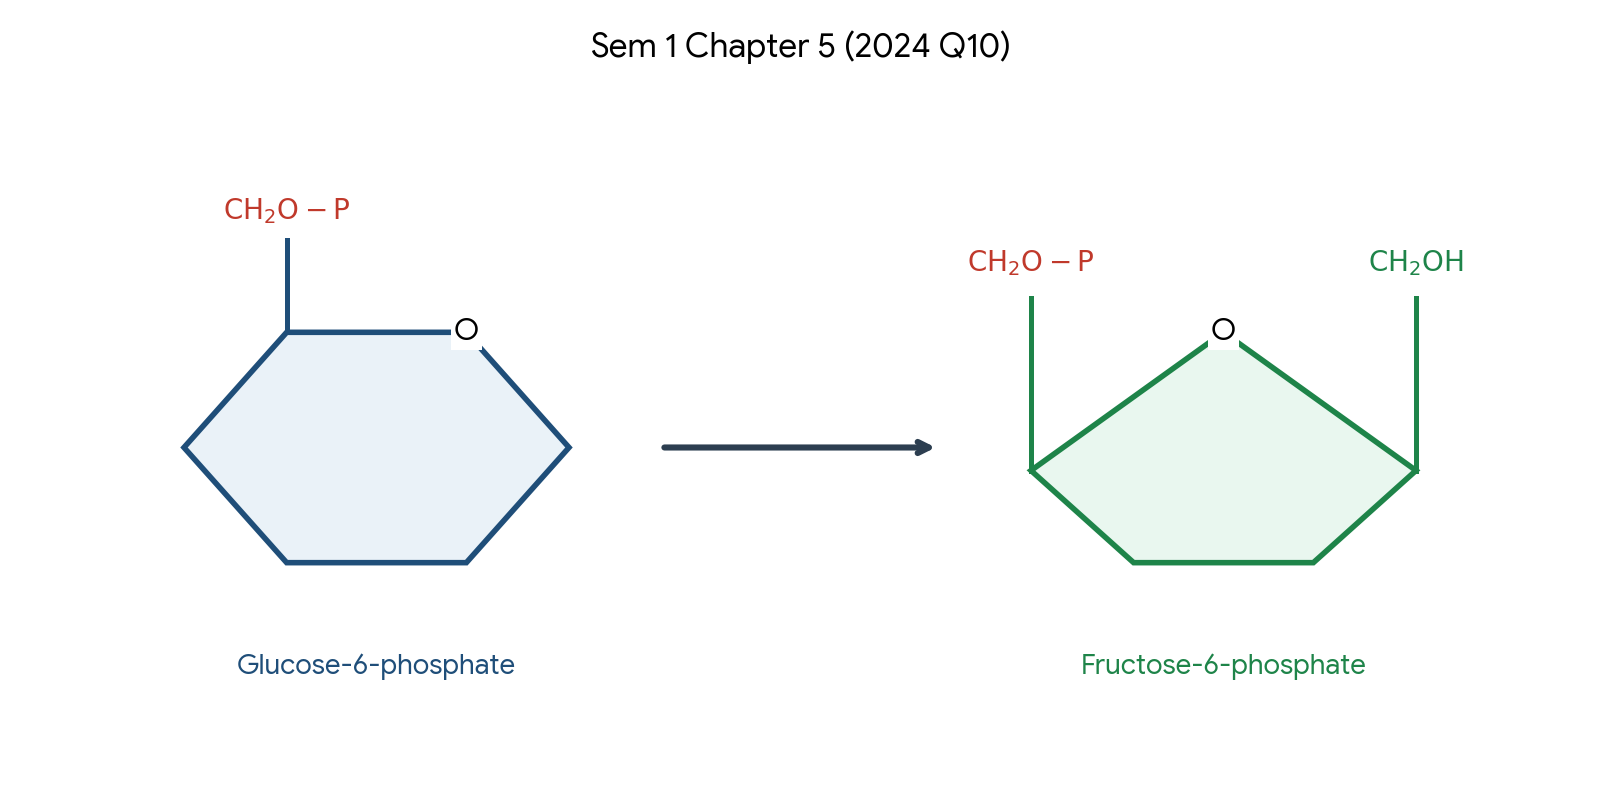 Sem 1 Chapter 5 (2024 Q10)
CH₂O – P
O
Glucose-6-phosphate
CH₂O – P
CH₂OH
O
Fructose-6-phosphate